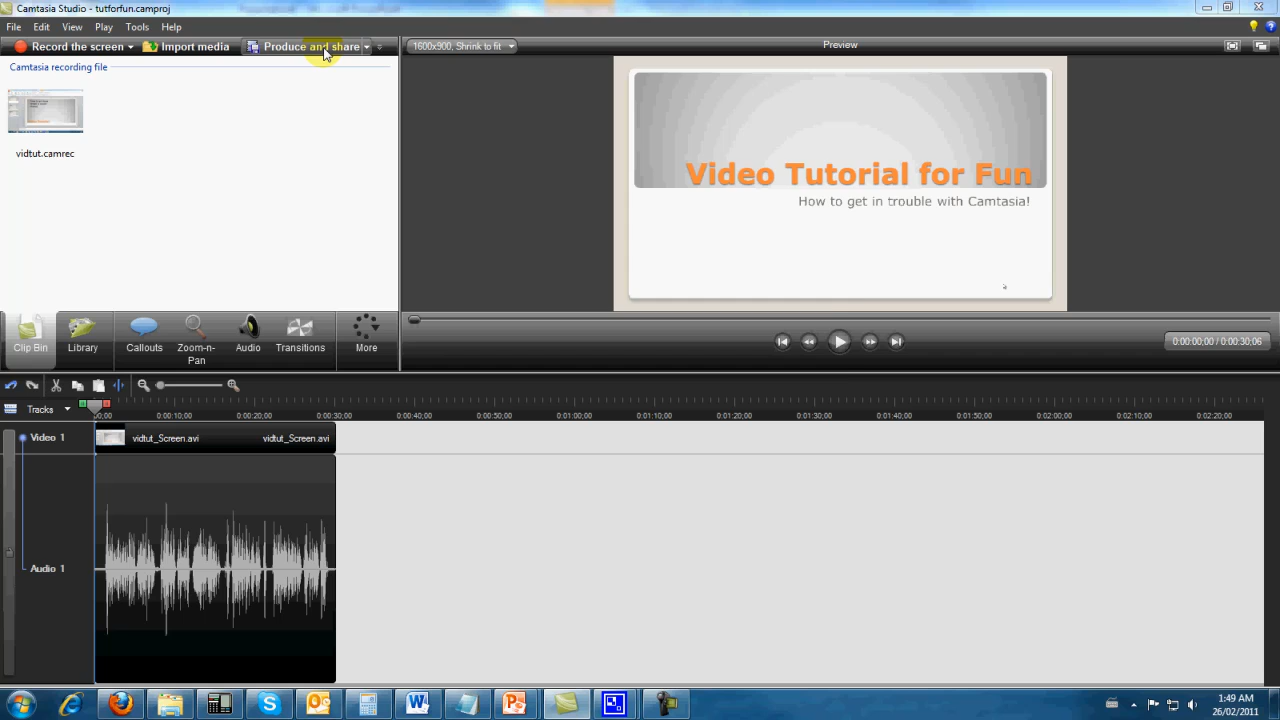 Camtasia Studio - tutforfun.camproj
File Edit View Play Tools Help
Record the screen Import media Produce and share 1600x900, Shrink to fit Preview
Camtasia recording file
vidtut.camrec
Video Tutorial for Fun
How to get in trouble with Camtasia!
Clip Bin Library Callouts Zoom-n-Pan Audio Transitions More
0:00:00;00 / 0:00:30;06
Tracks 00;00 0:00:10;00 0:00:20;00 0:00:30;00 0:00:40;00 0:00:50;00 0:01:00;00 0:01:10;00 0:01:20;00 0:01:30;00 0:01:40;00 0:01:50;00 0:02:00;00 0:02:10;00 0:02:20;00
Video 1 vidtut_Screen.avi vidtut_Screen.avi
Audio 1
1:49 AM
26/02/2011